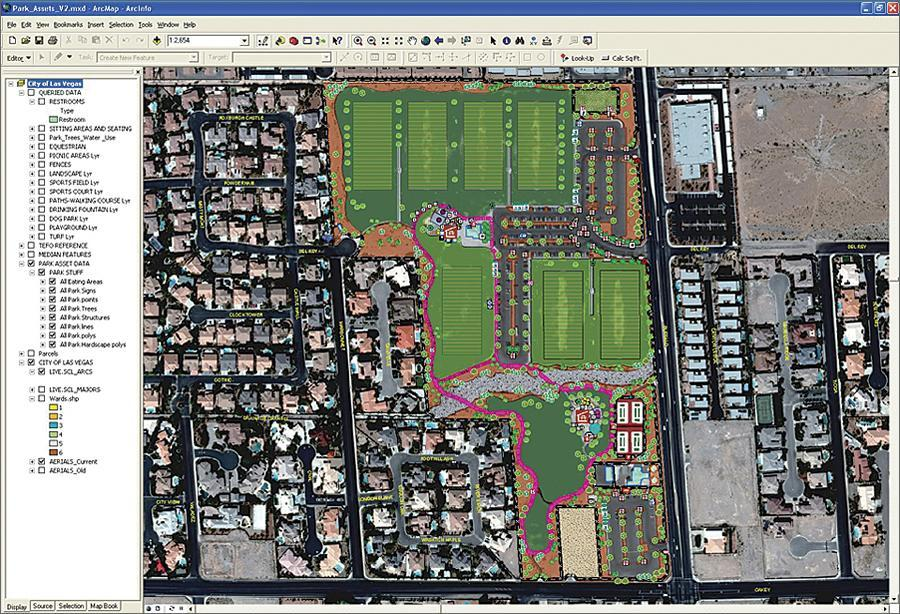 Park_Assets_V2.mxd - ArcMap - ArcInfo
File Edit View Bookmarks Insert Selection Tools Window Help
1:2,654
Editor Task: Create New Feature Target: Look-Up Calc Sq.Ft.
City of Las Vegas
QUERIED DATA
RESTROOMS
Type
Restroom
SITTING AREAS AND SEATING
Park_Trees_Water_Use
EQUESTRIAN
PICNIC AREAS Lyr
FENCES
LANDSCAPE Lyr
SPORTS FIELD Lyr
SPORTS COURT Lyr
PATHS-WALKING COURSE Lyr
DRINKING FOUNTAIN Lyr
DOG PARK Lyr
PLAYGROUND Lyr
TURF Lyr
TEFO REFERENCE
MEDIAN FEATURES
PARK ASSET DATA
PARK STUFF
All Eating Areas
All Park Signs
All Park points
All Park Trees
All Park Structures
All Park lines
All Park polys
All Park Hardscape polys
Parcels
CITY OF LAS VEGAS
LIVE.SCL_ARCS
LIVE.SCL_MAJORS
Wards.shp
1
2
3
4
5
6
AERIALS_Current
AERIALS_Old
Display Source Selection Map Book
FOXBURGH CASTLE
POWDERHAM
DEL REY
DEL REY
DEL REY
CLOCKTOWER
GOTHIC
CITY VIEW
OAKEY